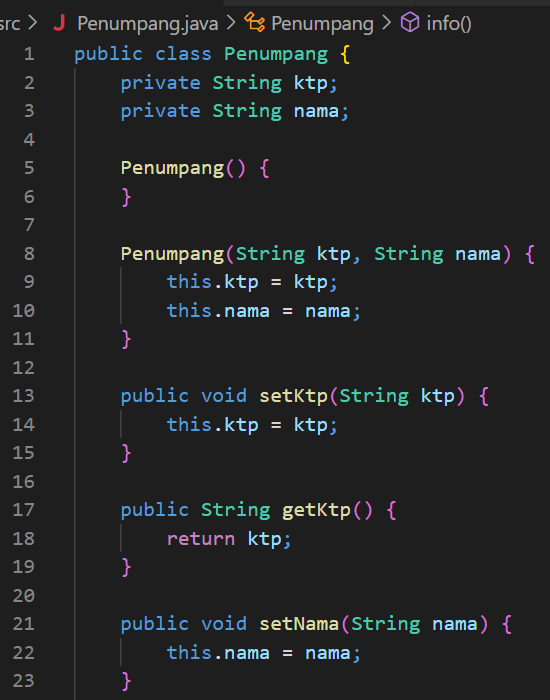 src > J Penumpang.java > Penumpang > info()
1 public class Penumpang {
2 private String ktp;
3 private String nama;
4
5 Penumpang() {
6 }
7
8 Penumpang(String ktp, String nama) {
9 this.ktp = ktp;
10 this.nama = nama;
11 }
12
13 public void setKtp(String ktp) {
14 this.ktp = ktp;
15 }
16
17 public String getKtp() {
18 return ktp;
19 }
20
21 public void setNama(String nama) {
22 this.nama = nama;
23 }